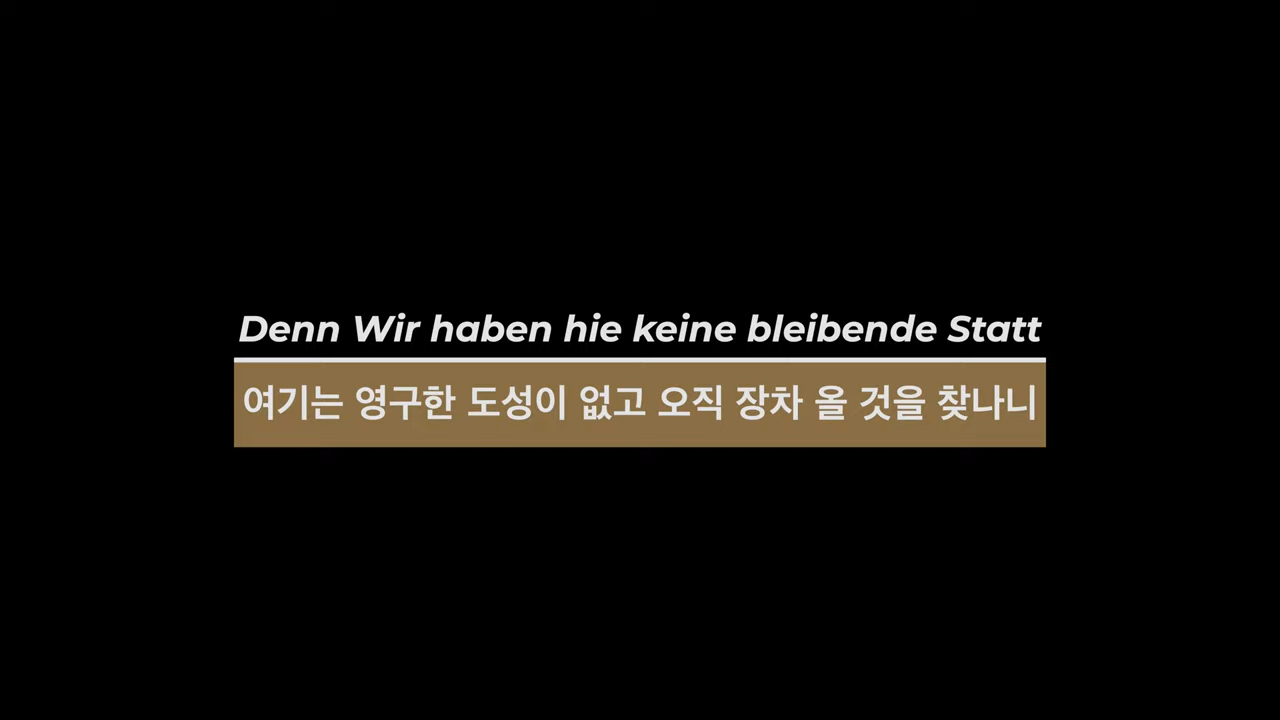 Denn Wir haben hie keine bleibende Statt
여기는 영구한 도성이 없고 오직 장차 올 것을 찾나니